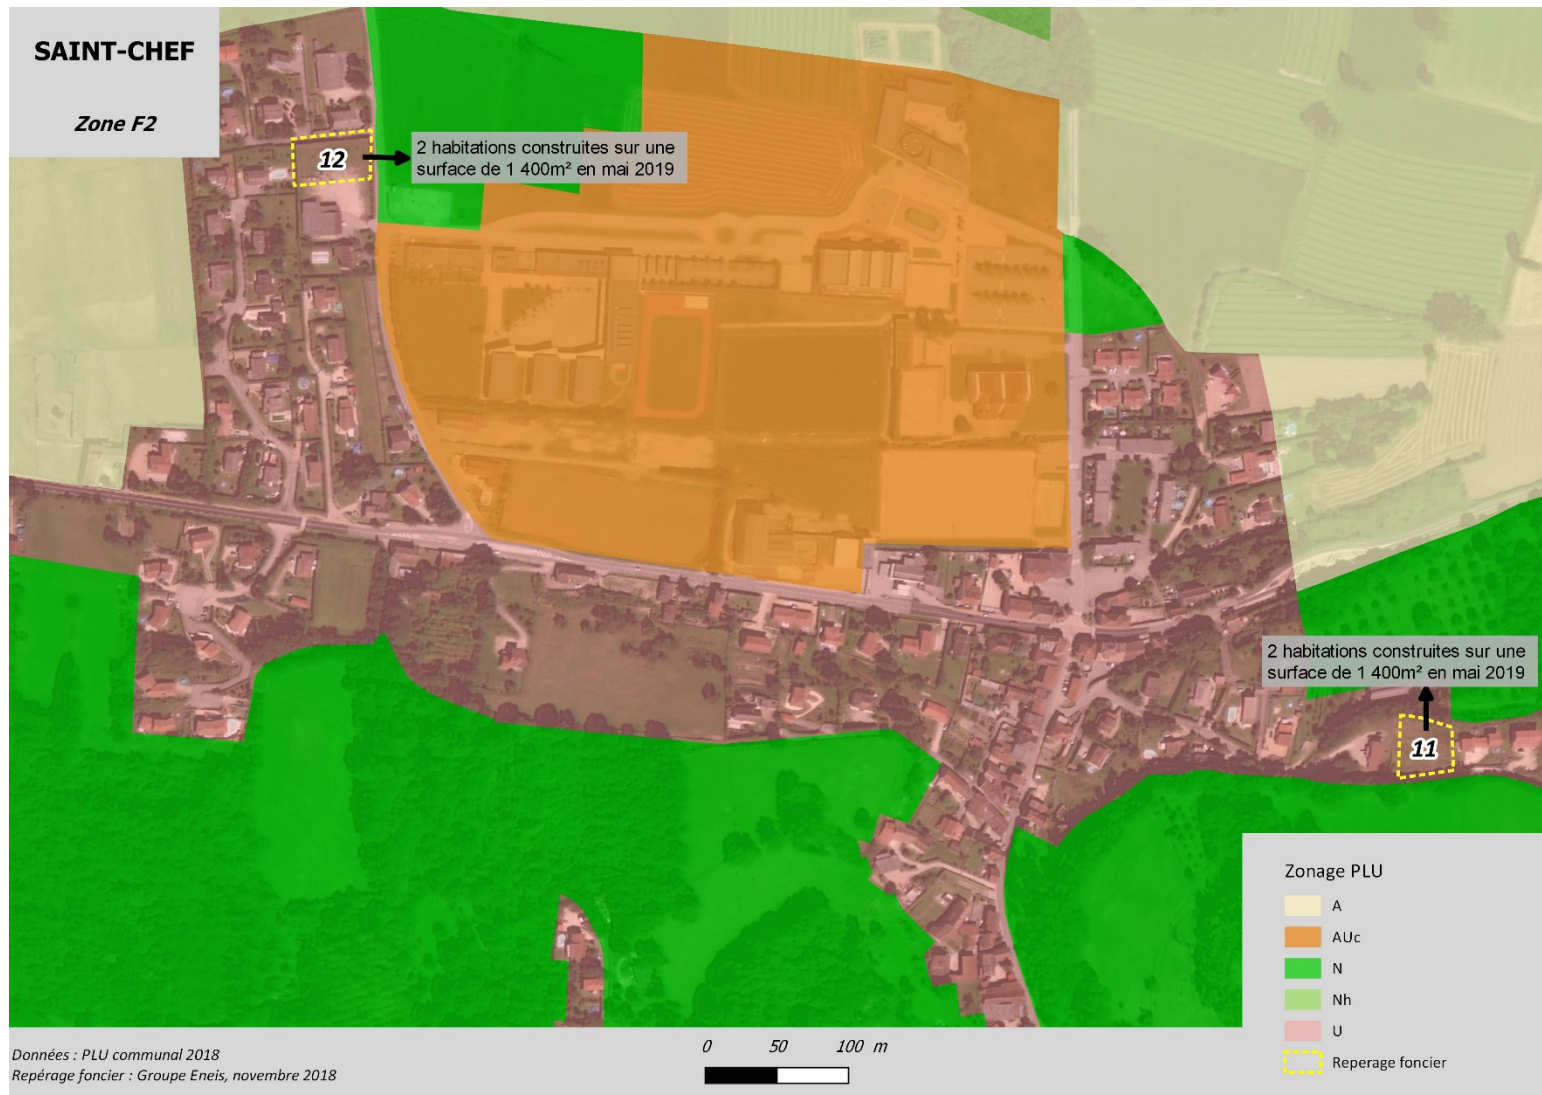 SAINT-CHEF
Zone F2
12
2 habitations construites sur une
surface de 1 400m² en mai 2019
2 habitations construites sur une
surface de 1 400m² en mai 2019
11
Zonage PLU
A
AUc
N
Nh
U
Reperage foncier
Données : PLU communal 2018
Repérage foncier : Groupe Eneis, novembre 2018
0 50 100 m